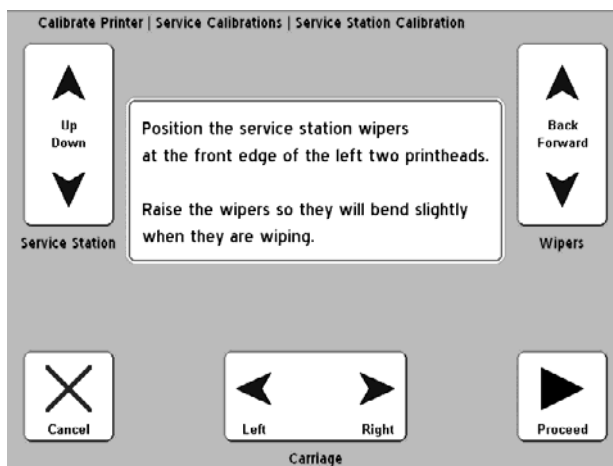 Calibrate Printer | Service Calibrations | Service Station Calibration
Up
Down
Service Station
Position the service station wipers
at the front edge of the left two printheads.
Raise the wipers so they will bend slightly
when they are wiping.
Back
Forward
Wipers
Cancel
Left Right
Carriage
Proceed